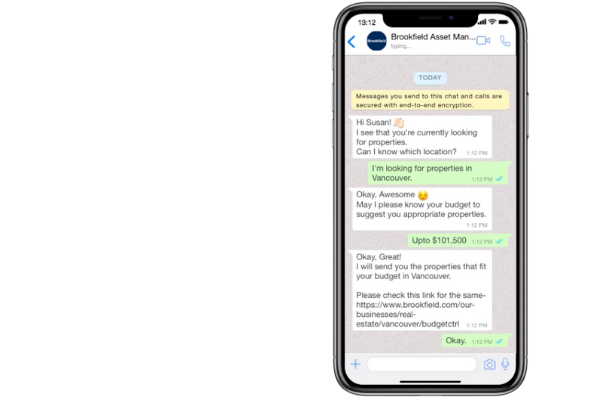 13:12
Brookfield
Brookfield Asset Man...
typing...
TODAY
Messages you send to this chat and calls are
secured with end-to-end encryption.
Hi Susan! 👋🏻
I see that you're currently looking
for properties.
Can I know which location? 1:12 PM
I'm looking for properties in
Vancouver. 1:12 PM
Okay, Awesome 😊
May I please know your budget to
suggest you appropriate properties.
1:12 PM
Upto $101,500 1:12 PM
Okay, Great!
I will send you the properties that fit
your budget in Vancouver.
Please check this link for the same-
https://www.brookfield.com/our-
businesses/real-
estate/vancouver/budgetctrl 1:12 PM
Okay. 1:12 PM